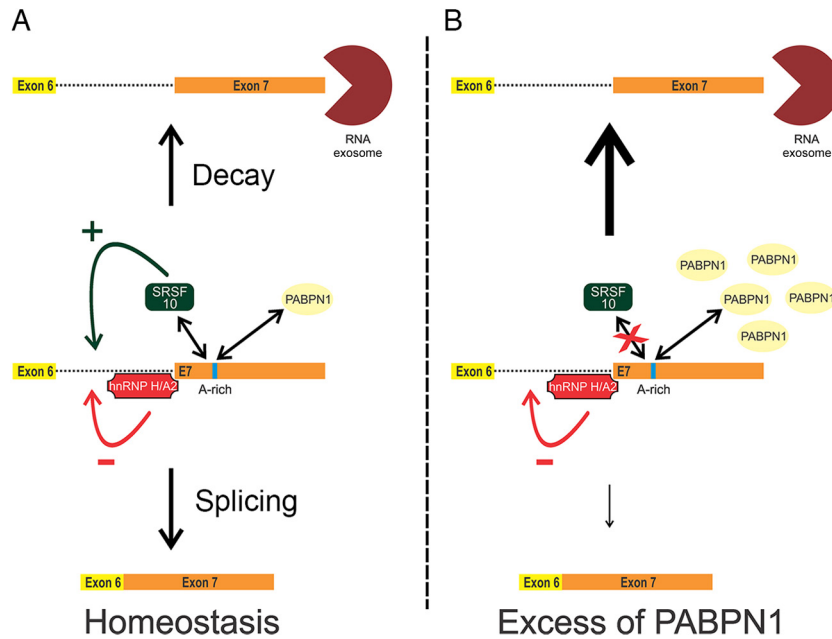 A
Exon 6
Exon 7
RNA
exosome
Decay
+
SRSF
10
PABPN1
Exon 6
E7
hnRNP H/A2
A-rich
-
Splicing
Exon 6
Exon 7
Homeostasis
B
Exon 6
Exon 7
RNA
exosome
PABPN1
PABPN1
SRSF
10
PABPN1
PABPN1
PABPN1
Exon 6
E7
hnRNP H/A2
A-rich
-
Exon 6
Exon 7
Excess of PABPN1